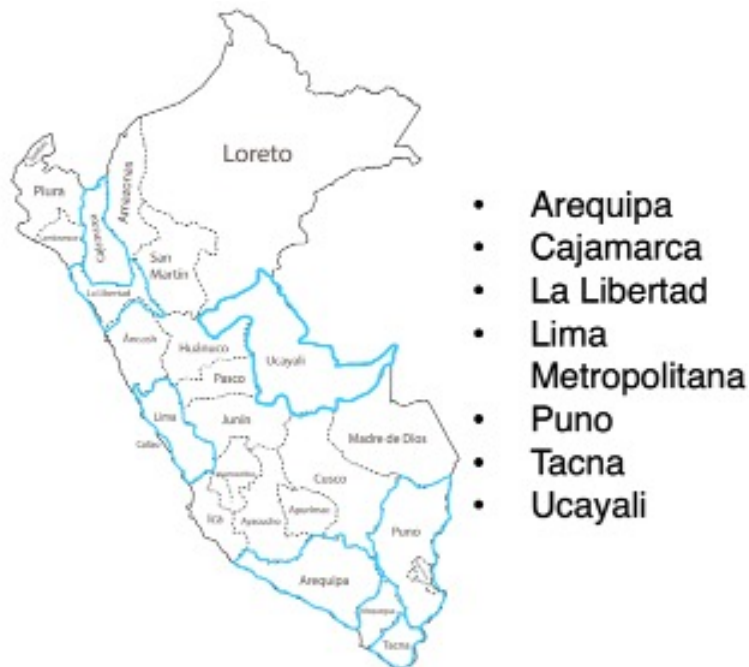 Loreto
Piura
Amazonas
Cajamarca
San
Martín
La Libertad
Áncash
Huánuco
Ucayali
Pasco
Lima
Junín
Callao
Madre de Dios
Cusco
Ica
Ayacucho
Apurímac
Puno
Arequipa
Tacna
• Arequipa
• Cajamarca
• La Libertad
• Lima
Metropolitana
• Puno
• Tacna
• Ucayali